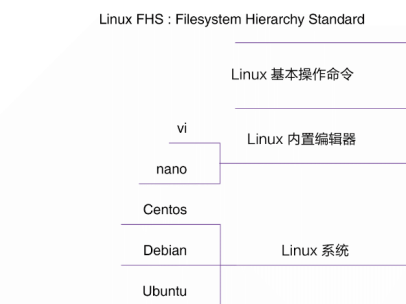 Linux FHS : Filesystem Hierarchy Standard
Linux 基本操作命令
vi
Linux 内置编辑器
nano
Centos
Debian
Linux 系统
Ubuntu